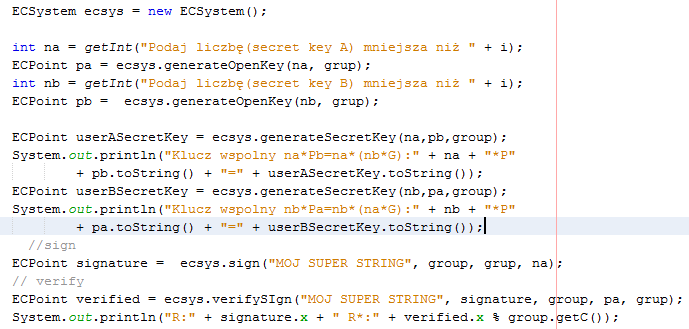 ECSystem ecsys = new ECSystem();
int na = getInt("Podaj liczbę(secret key A) mniejsza niż " + i);
ECPoint pa = ecsys.generateOpenKey(na, grup);
int nb = getInt("Podaj liczbę(secret key B) mniejsza niż " + i);
ECPoint pb =  ecsys.generateOpenKey(nb, grup);
ECPoint userASecretKey = ecsys.generateSecretKey(na,pb,group);
System.out.println("Klucz wspolny na*Pb=na*(nb*G):" + na + "*P"
+ pb.toString() + "=" + userASecretKey.toString());
ECPoint userBSecretKey = ecsys.generateSecretKey(nb,pa,group);
System.out.println("Klucz wspolny nb*Pa=nb*(na*G):" + nb + "*P"
+ pa.toString() + "=" + userBSecretKey.toString());
//sign
ECPoint signature =  ecsys.sign("MOJ SUPER STRING", group, grup, na);
// verify
ECPoint verified = ecsys.verifySIgn("MOJ SUPER STRING", signature, group, pa, grup);
System.out.println("R:" + signature.x + " R*:" + verified.x % group.getC());